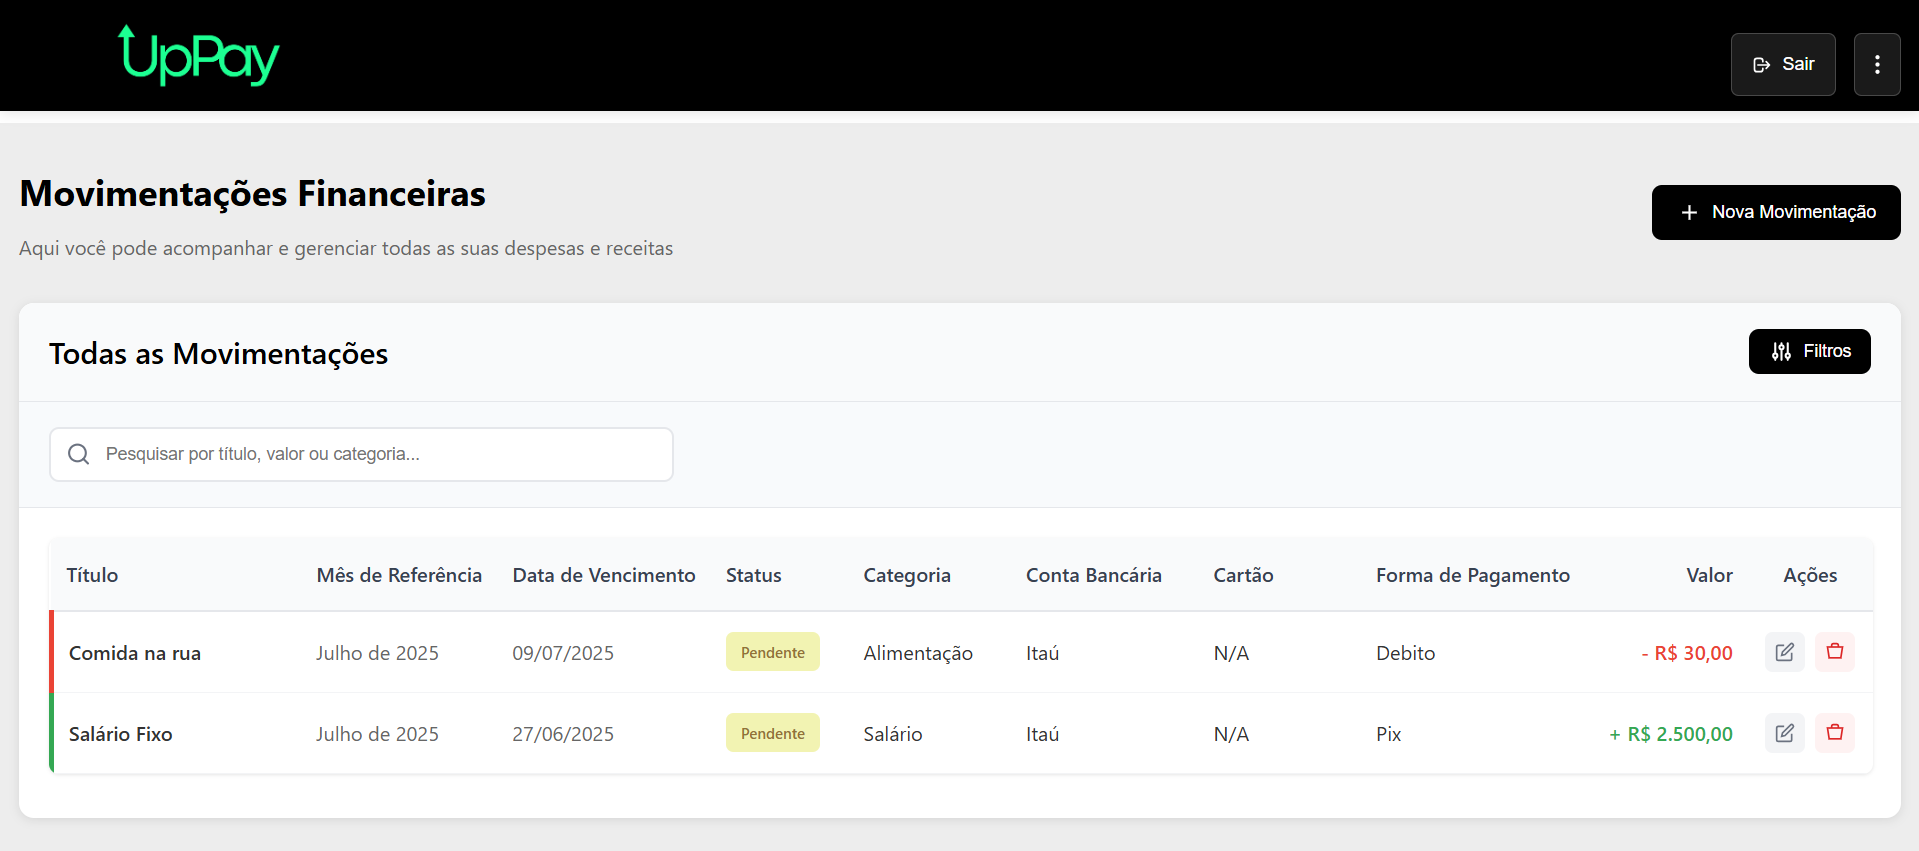 UpPay
Sair
Movimentações Financeiras
Nova Movimentação
Aqui você pode acompanhar e gerenciar todas as suas despesas e receitas
Todas as Movimentações
Filtros
Pesquisar por título, valor ou categoria...
Título Mês de Referência Data de Vencimento Status Categoria Conta Bancária Cartão Forma de Pagamento Valor Ações
Comida na rua Julho de 2025 09/07/2025 Pendente Alimentação Itaú N/A Debito - R$ 30,00
Salário Fixo Julho de 2025 27/06/2025 Pendente Salário Itaú N/A Pix + R$ 2.500,00